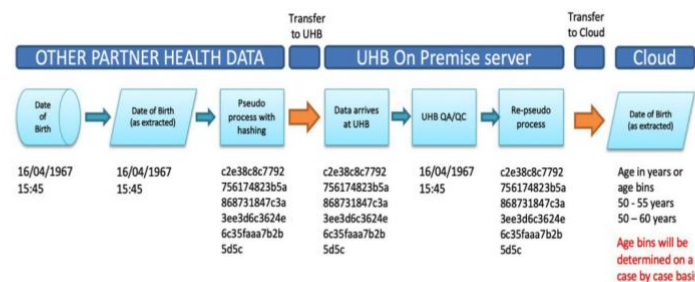 Transfer
to UHB
Transfer
to Cloud
OTHER PARTNER HEALTH DATA
UHB On Premise server
Cloud
Date
of
Birth
Date of Birth
(as extracted)
Pseudo
process with
hashing
Data arrives
at UHB
UHB QA/QC
Re-pseudo
process
Date of Birth
(as extracted)
16/04/1967
15:45
16/04/1967
15:45
c2e38c8c7792
756174823b5a
868731847c3a
3ee3d6c3624e
6c35faaa7b2b
5d5c
c2e38c8c7792
756174823b5a
868731847c3a
3ee3d6c3624e
6c35faaa7b2b
5d5c
16/04/1967
15:45
c2e38c8c7792
756174823b5a
868731847c3a
3ee3d6c3624e
6c35faaa7b2b
5d5c
Age in years or
age bins
50 - 55 years
50 – 60 years
Age bins will be
determined on a
case by case basi